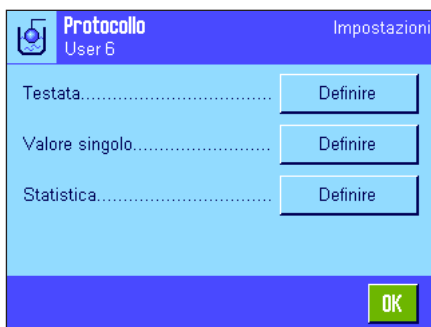 Protocollo Impostazioni
User 6
Testata................................. Definire
Valore singolo.......................... Definire
Statistica................................. Definire
OK